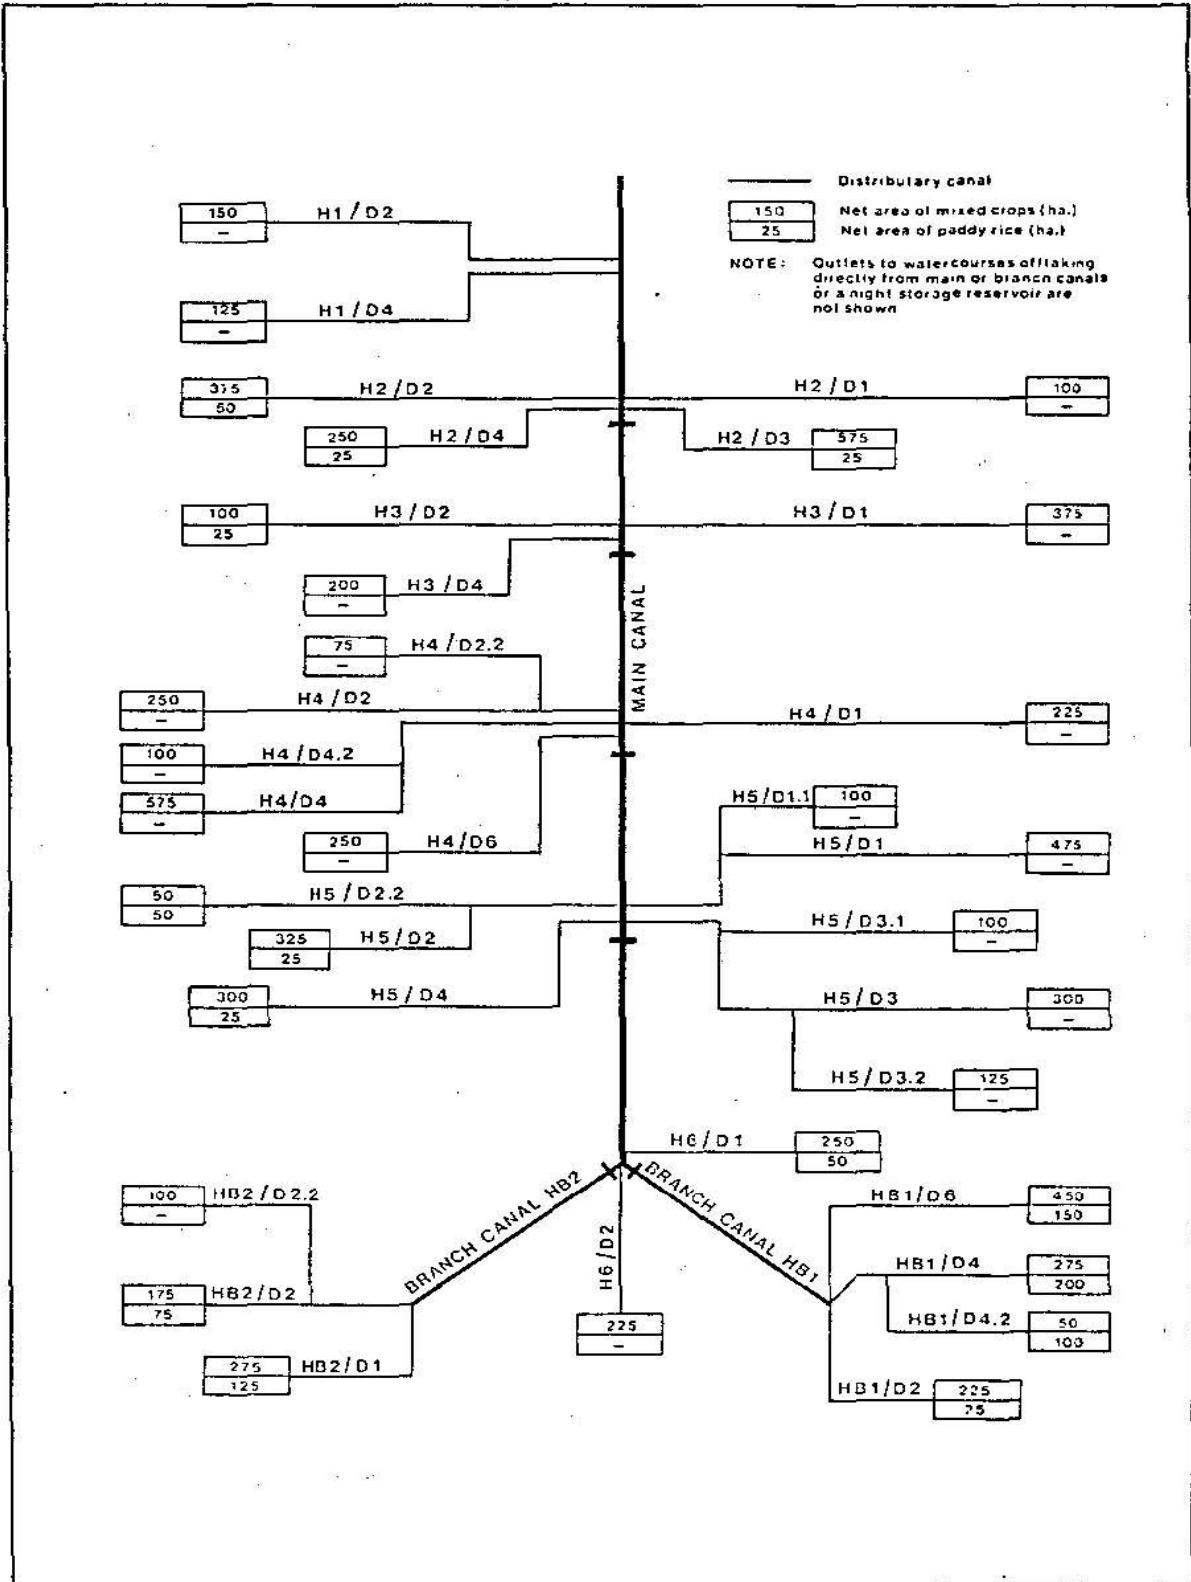 Distributary canal
150 Net area of mixed crops (ha.)
25 Net area of paddy rice (ha.)
NOTE: Outlets to watercourses offtaking
directly from main or branch canals
or a night storage reservoir are
not shown
150
–
H1/D2
125
–
H1/D4
375
50
H2/D2
H2/D1
100
–
250
25
H2/D4
H2/D3
575
25
100
25
H3/D2
H3/D1
375
–
200
–
H3/D4
MAIN CANAL
75
–
H4/D2.2
250
–
H4/D2
H4/D1
225
–
100
–
H4/D4.2
575
–
H4/D4
250
–
H4/D6
H5/D1.1
100
–
H5/D1
475
–
50
50
H5/D2.2
325
25
H5/D2
H5/D3.1
100
–
300
25
H5/D4
H5/D3
300
–
H5/D3.2
125
–
H6/D1
250
50
BRANCH CANAL HB2
BRANCH CANAL HB1
H6/D2
225
–
100
–
HB2/D2.2
175
75
HB2/D2
275
125
HB2/D1
HB1/D6
450
150
HB1/D4
275
200
HB1/D4.2
50
100
HB1/D2
225